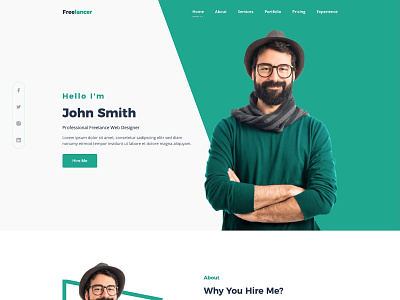 Freelancer
Home About Services Portfolio Pricing Experience
Hello I'm
John Smith
Professional Freelance Web Designer
Lorem ipsum dolor sit amet, consetetur sadipscing elitr sed diam
nonumy eirmod tempor invidunt ut labore et dolore magna aliquyam.
Hire Me
About
Why You Hire Me?